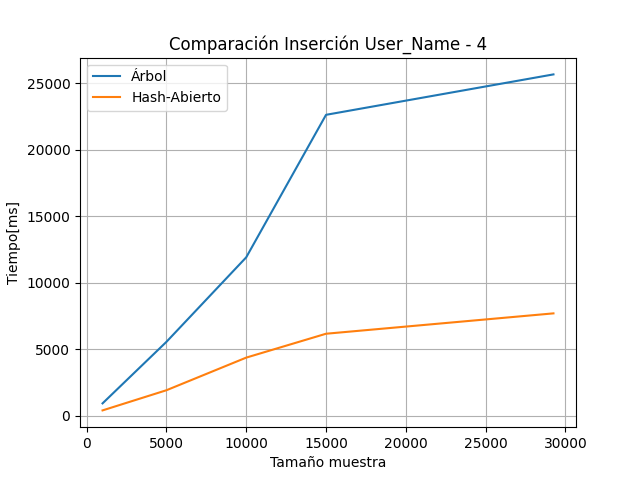 Comparación Inserción User_Name - 4
Árbol
Hash-Abierto
Tiempo[ms]
25000
20000
15000
10000
5000
0
0 5000 10000 15000 20000 25000 30000
Tamaño muestra